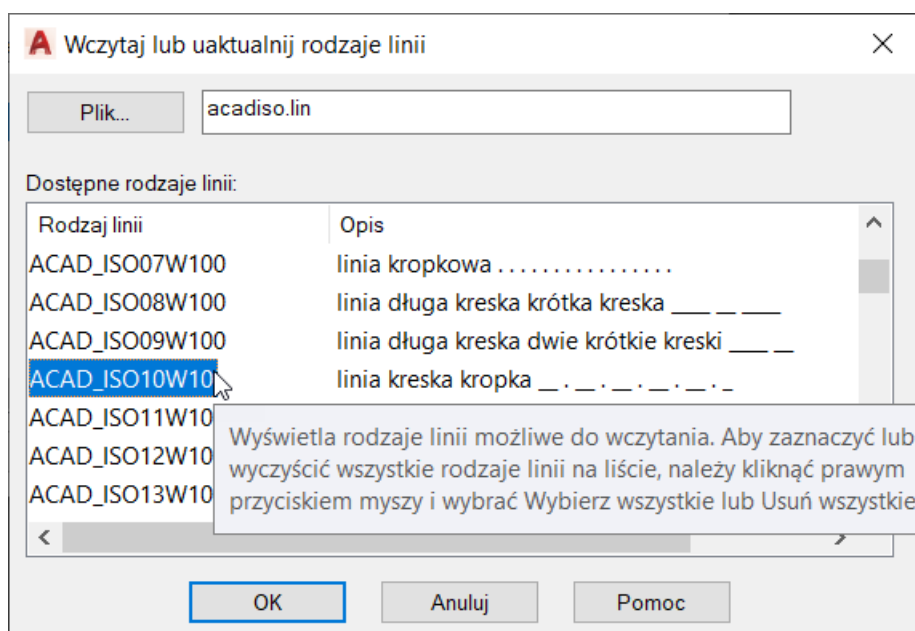 Wczytaj lub uaktualnij rodzaje linii
Plik...
acadiso.lin
Dostępne rodzaje linii:
Rodzaj linii Opis
ACAD_ISO07W100 linia kropkowa . . . . . . . . . . . . . . . .
ACAD_ISO08W100 linia długa kreska krótka kreska ____ __ ____
ACAD_ISO09W100 linia długa kreska dwie krótkie kreski ____ __
ACAD_ISO10W10 linia kreska kropka __ . __ . __ . __ . __ . _
ACAD_ISO11W10
ACAD_ISO12W10
ACAD_ISO13W10
Wyświetla rodzaje linii możliwe do wczytania. Aby zaznaczyć lub
wyczyścić wszystkie rodzaje linii na liście, należy kliknąć prawym
przyciskiem myszy i wybrać Wybierz wszystkie lub Usuń wszystkie
OK Anuluj Pomoc